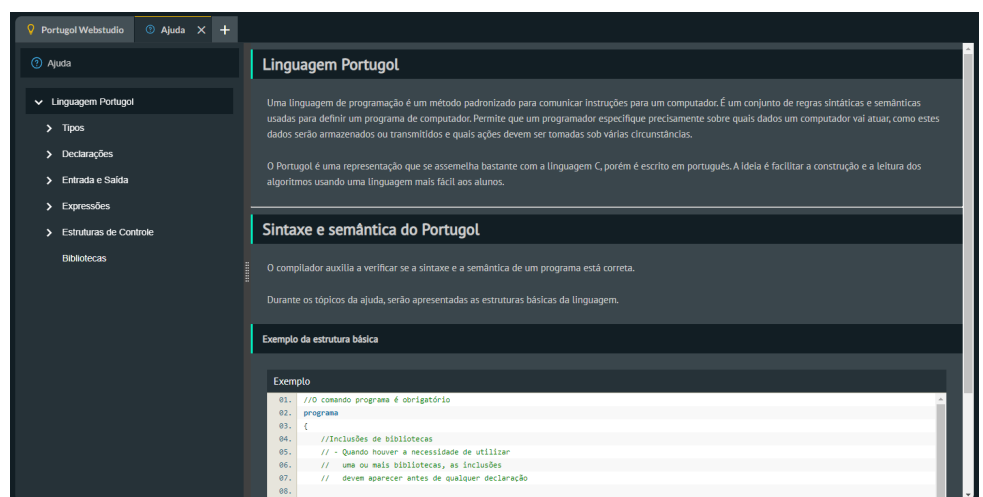 Portugol Webstudio
Ajuda
Ajuda
Linguagem Portugol
Tipos
Declarações
Entrada e Saída
Expressões
Estruturas de Controle
Bibliotecas
Linguagem Portugol
Uma linguagem de programação é um método padronizado para comunicar instruções para um computador. É um conjunto de regras sintáticas e semânticas
usadas para definir um programa de computador. Permite que um programador especifique precisamente sobre quais dados um computador vai atuar, como estes
dados serão armazenados ou transmitidos e quais ações devem ser tomadas sob várias circunstâncias.
O Portugol é uma representação que se assemelha bastante com a linguagem C, porém é escrito em português. A ideia é facilitar a construção e a leitura dos
algoritmos usando uma linguagem mais fácil aos alunos.
Sintaxe e semântica do Portugol
O compilador auxilia a verificar se a sintaxe e a semântica de um programa está correta.
Durante os tópicos da ajuda, serão apresentadas as estruturas básicas da linguagem.
Exemplo da estrutura básica
Exemplo
01. //O comando programa é obrigatório
02. programa
03. {
04. //Inclusões de bibliotecas
05. // - Quando houver a necessidade de utilizar
06. // uma ou mais bibliotecas, as inclusões
07. // devem aparecer antes de qualquer declaração
08.